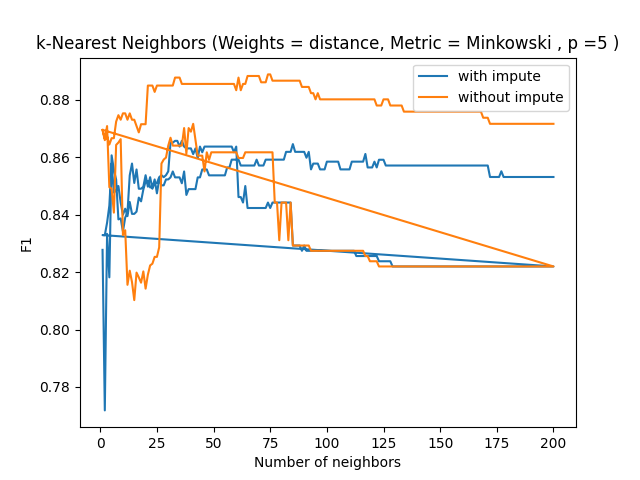 k-Nearest Neighbors (Weights = distance, Metric = Minkowski , p =5 )
with impute
without impute
F1
0.88
0.86
0.84
0.82
0.80
0.78
0 25 50 75 100 125 150 175 200
Number of neighbors